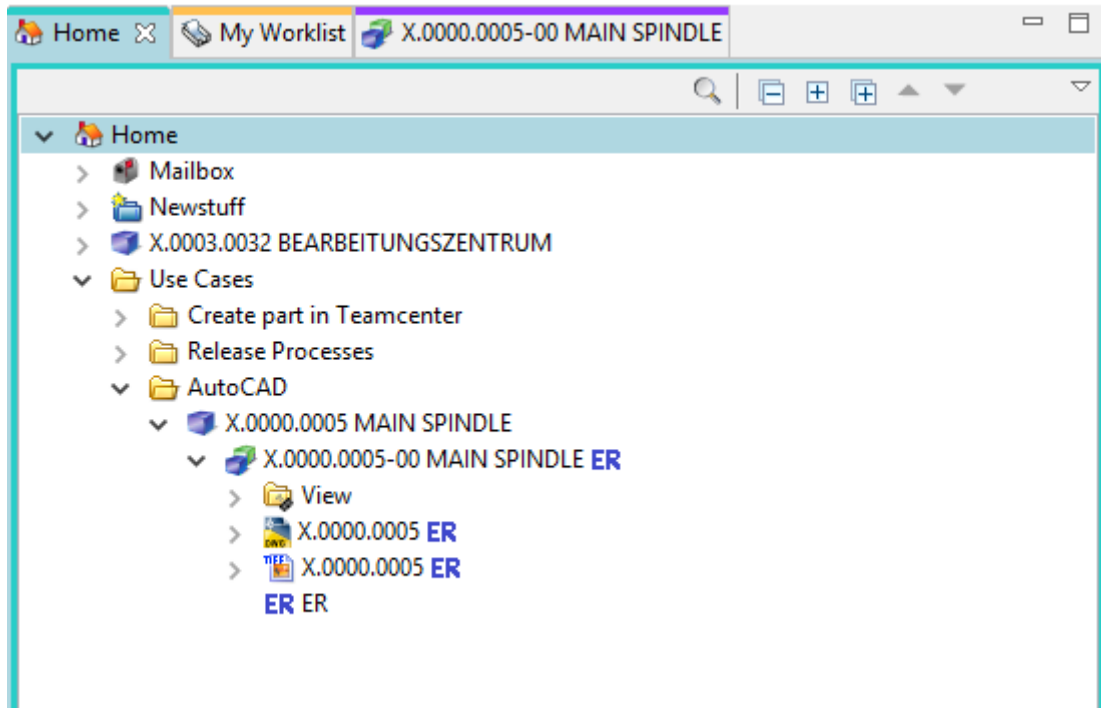 Home My Worklist X.0000.0005-00 MAIN SPINDLE
Home
Mailbox
Newstuff
X.0003.0032 BEARBEITUNGSZENTRUM
Use Cases
Create part in Teamcenter
Release Processes
AutoCAD
X.0000.0005 MAIN SPINDLE
X.0000.0005-00 MAIN SPINDLE ER
View
DWG X.0000.0005 ER
TIFF X.0000.0005 ER
ER ER